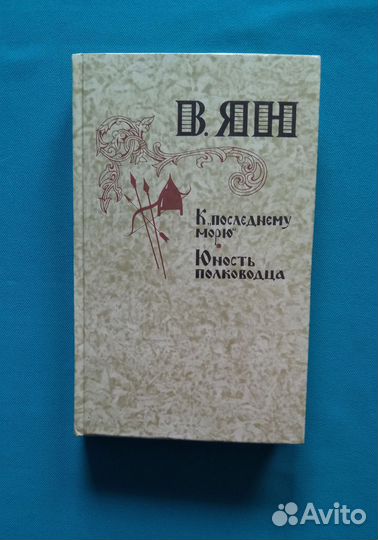 В. ЯН
К „последнему
морю“
Юность
полководца
Avito